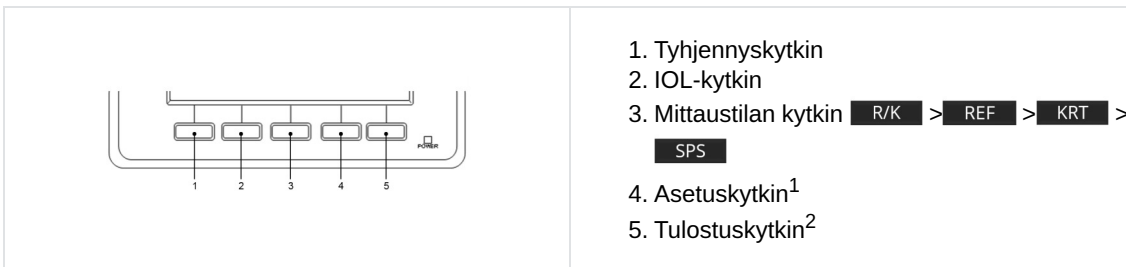 POWER
1
2
3
4
5
1. Tyhjennyskytkin
2. IOL-kytkin
3. Mittaustilan kytkin R/K > REF > KRT >
SPS
4. Asetuskytkin1
5. Tulostuskytkin2